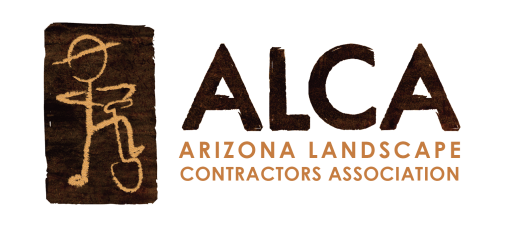 ALCA
ARIZONA LANDSCAPE
CONTRACTORS ASSOCIATION